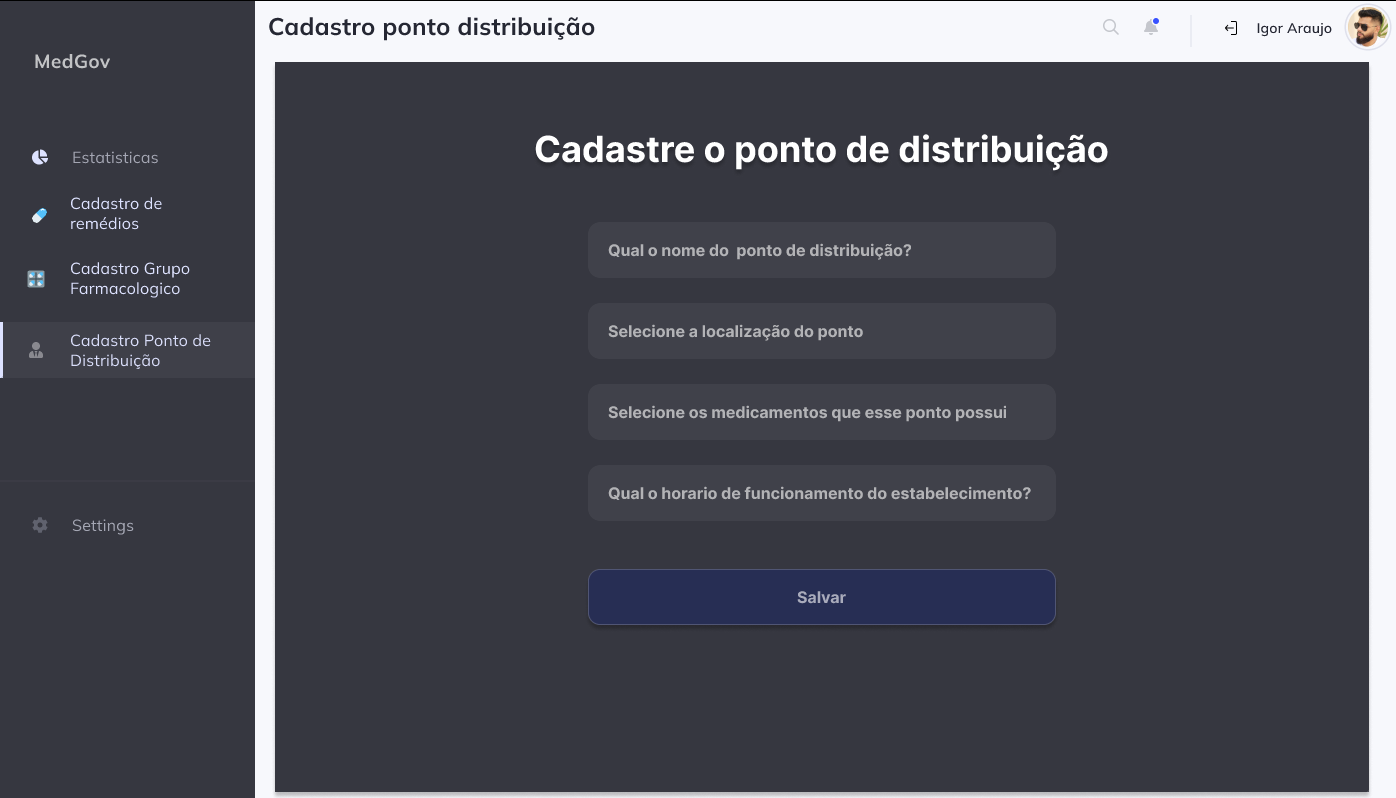 Cadastro ponto distribuição
Igor Araujo
MedGov
Estatisticas
Cadastro de
remédios
Cadastro Grupo
Farmacologico
Cadastro Ponto de
Distribuição
Settings
Cadastre o ponto de distribuição
Qual o nome do  ponto de distribuição?
Selecione a localização do ponto
Selecione os medicamentos que esse ponto possui
Qual o horario de funcionamento do estabelecimento?
Salvar